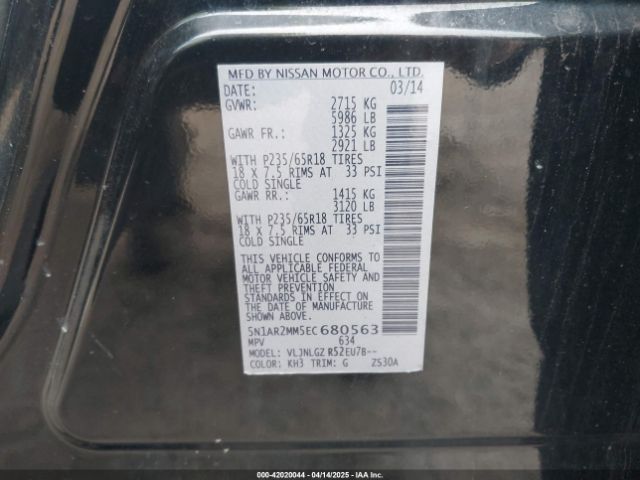 MFD BY NISSAN MOTOR CO., LTD.
DATE: 03/14
GVWR: 2715 KG
5986 LB
GAWR FR.: 1325 KG
2921 LB
WITH P235/65R18 TIRES
18 X 7.5 RIMS AT 33 PSI
COLD SINGLE
GAWR RR.: 1415 KG
3120 LB
WITH P235/65R18 TIRES
18 X 7.5 RIMS AT 33 PSI
COLD SINGLE
THIS VEHICLE CONFORMS TO
ALL APPLICABLE FEDERAL
MOTOR VEHICLE SAFETY AND
THEFT PREVENTION
STANDARDS IN EFFECT ON
THE DATE OF MANUFACTURE
SHOWN ABOVE.
5N1AR2MM5EC680563
MPV 634
MODEL: VLJNLGZ R52EU7B--
COLOR: KH3 TRIM: G ZS30A
000-42020044 - 04/14/2025 - IAAI.com